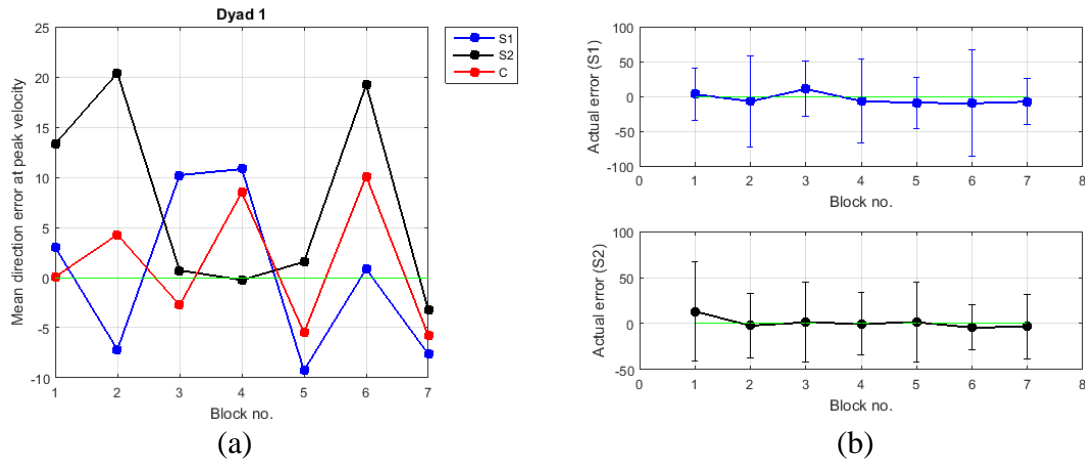 Dyad 1
Mean direction error at peak velocity
25
20
15
10
5
0
-5
-10
1 2 3 4 5 6 7
Block no.
S1
S2
C
(a)
Actual error (S1)
100
50
0
-50
-100
0 1 2 3 4 5 6 7 8
Block no.
Actual error (S2)
100
50
0
-50
0 1 2 3 4 5 6 7 8
Block no.
(b)